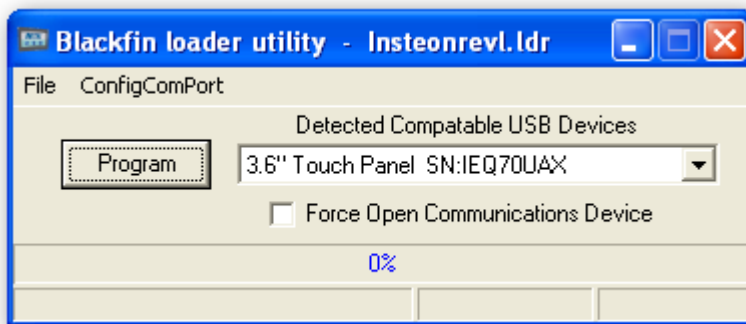 Blackfin loader utility - Insteonrevl.ldr
File ConfigComPort
Detected Compatable USB Devices
Program
3.6" Touch Panel SN:IEQ70UAX
Force Open Communications Device
0%